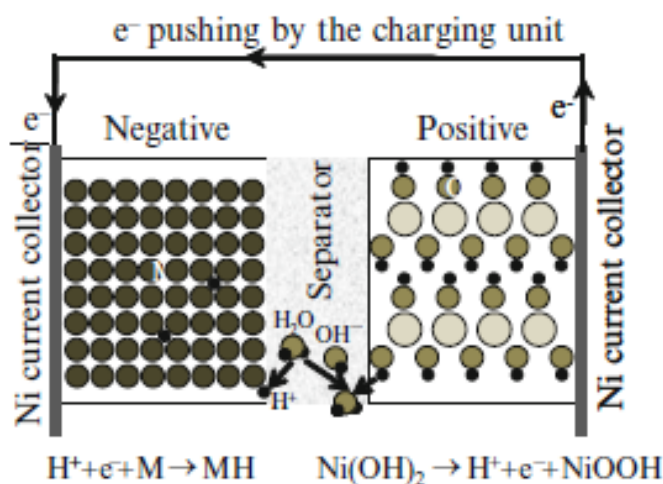 e⁻ pushing by the charging unit
e⁻
e-
Negative
Positive
Ni current collector
Separator
Ni current collector
H₂O
OH⁻
H⁺
H⁺+e⁻+M→MH
Ni(OH)₂→H⁺+e⁻+NiOOH